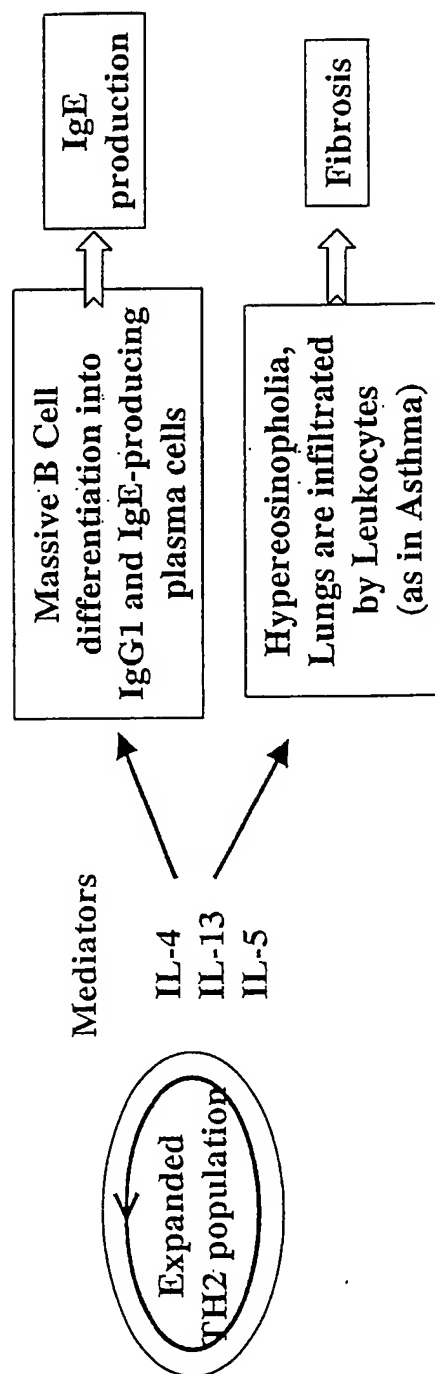 Expanded
TH2 population
Mediators
IL-4
IL-13
IL-5
Massive B Cell
differentiation into
IgG1 and IgE-producing
plasma cells
IgE
production
Hypereosinopholia,
Lungs are infiltrated
by Leukocytes
(as in Asthma)
Fibrosis